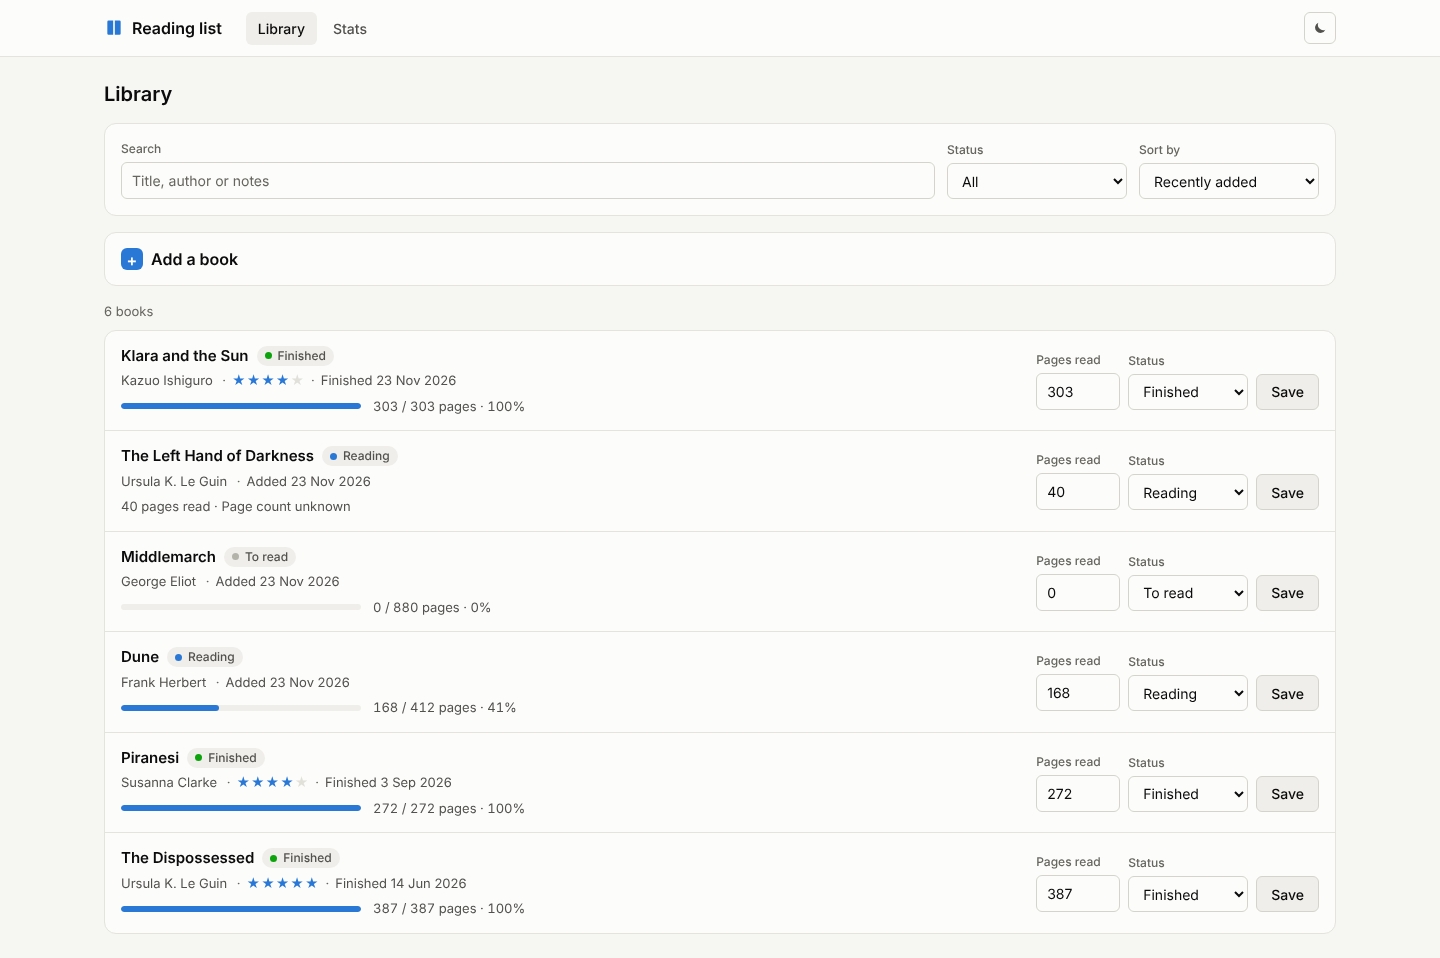 Reading list
Library
Stats
Library
Search
Status
Sort by
Title, author or notes
All
Recently added
+ Add a book
6 books
Klara and the Sun
Finished
Pages read
Status
Kazuo Ishiguro · ★★★★★ · Finished 23 Nov 2026
303
Finished
Save
303 / 303 pages · 100%
The Left Hand of Darkness
Reading
Pages read
Status
Ursula K. Le Guin · Added 23 Nov 2026
40
Reading
Save
40 pages read · Page count unknown
Middlemarch
To read
Pages read
Status
George Eliot · Added 23 Nov 2026
0
To read
Save
0 / 880 pages · 0%
Dune
Reading
Pages read
Status
Frank Herbert · Added 23 Nov 2026
168
Reading
Save
168 / 412 pages · 41%
Piranesi
Finished
Pages read
Status
Susanna Clarke · ★★★★★ · Finished 3 Sep 2026
272
Finished
Save
272 / 272 pages · 100%
The Dispossessed
Finished
Pages read
Status
Ursula K. Le Guin · ★★★★★ · Finished 14 Jun 2026
387
Finished
Save
387 / 387 pages · 100%